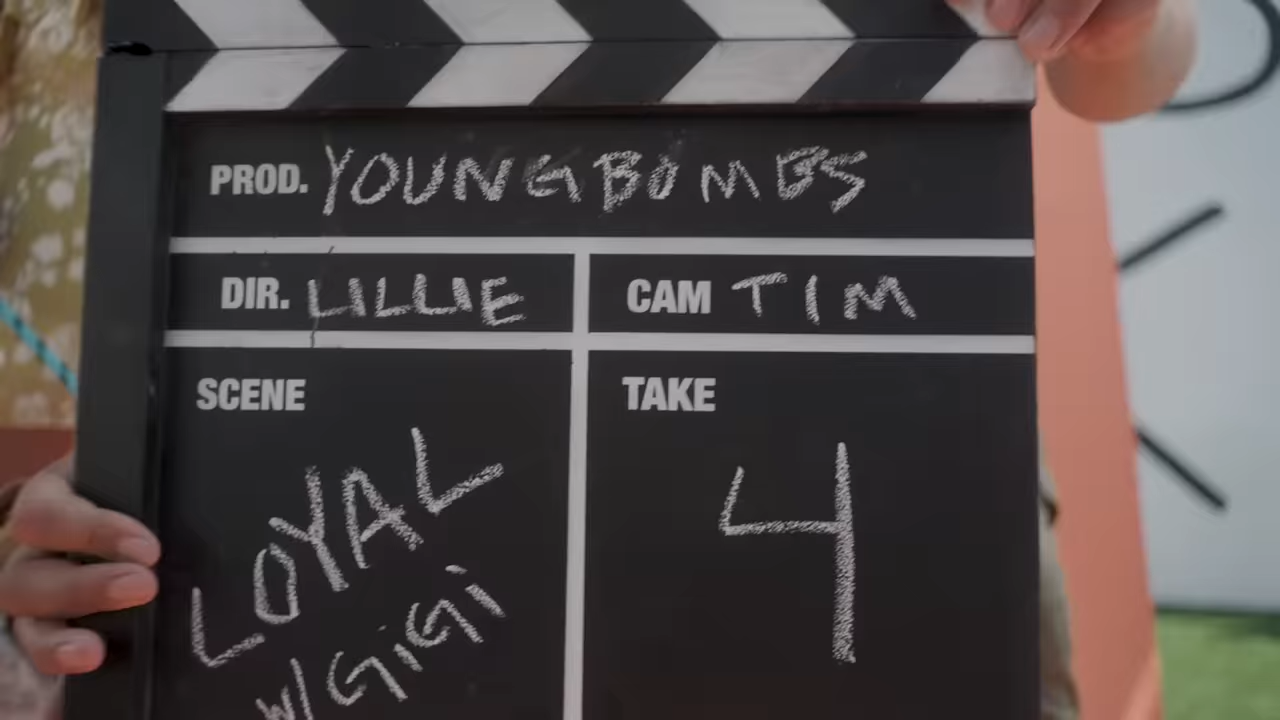 PROD. YOUNGBOMBS
DIR. LILLIE CAM TIM
SCENE TAKE
LOYAL 4
W/ GiGi